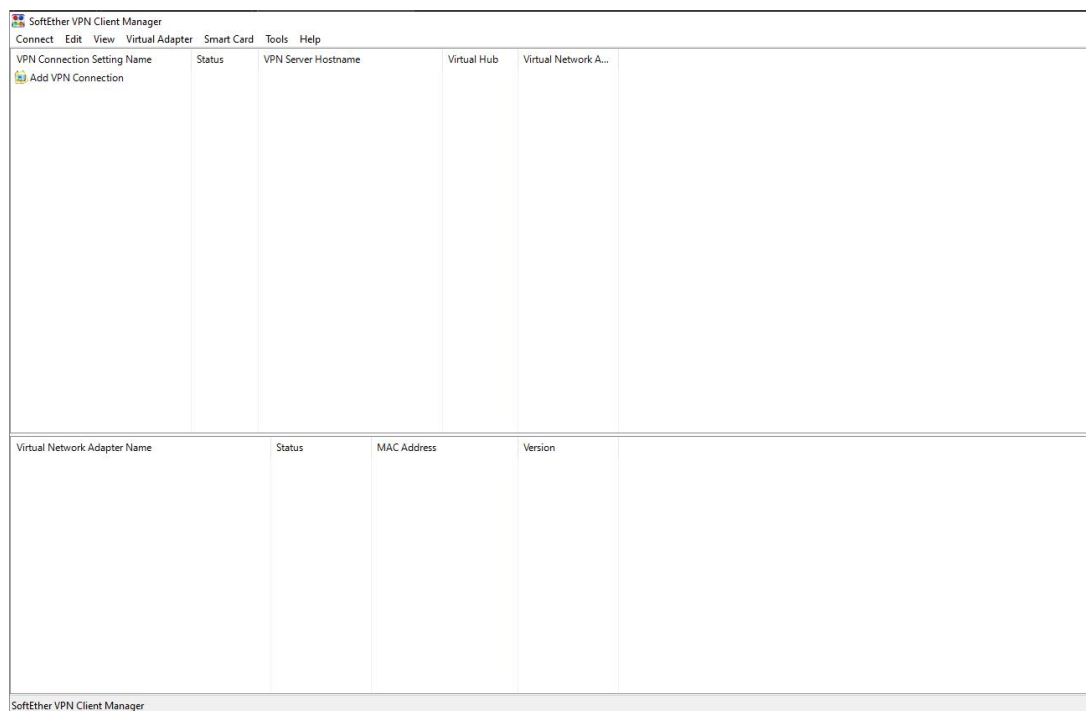 SoftEther VPN Client Manager
Connect Edit View Virtual Adapter Smart Card Tools Help
VPN Connection Setting Name Status VPN Server Hostname Virtual Hub Virtual Network A...
Add VPN Connection
Virtual Network Adapter Name Status MAC Address Version
SoftEther VPN Client Manager